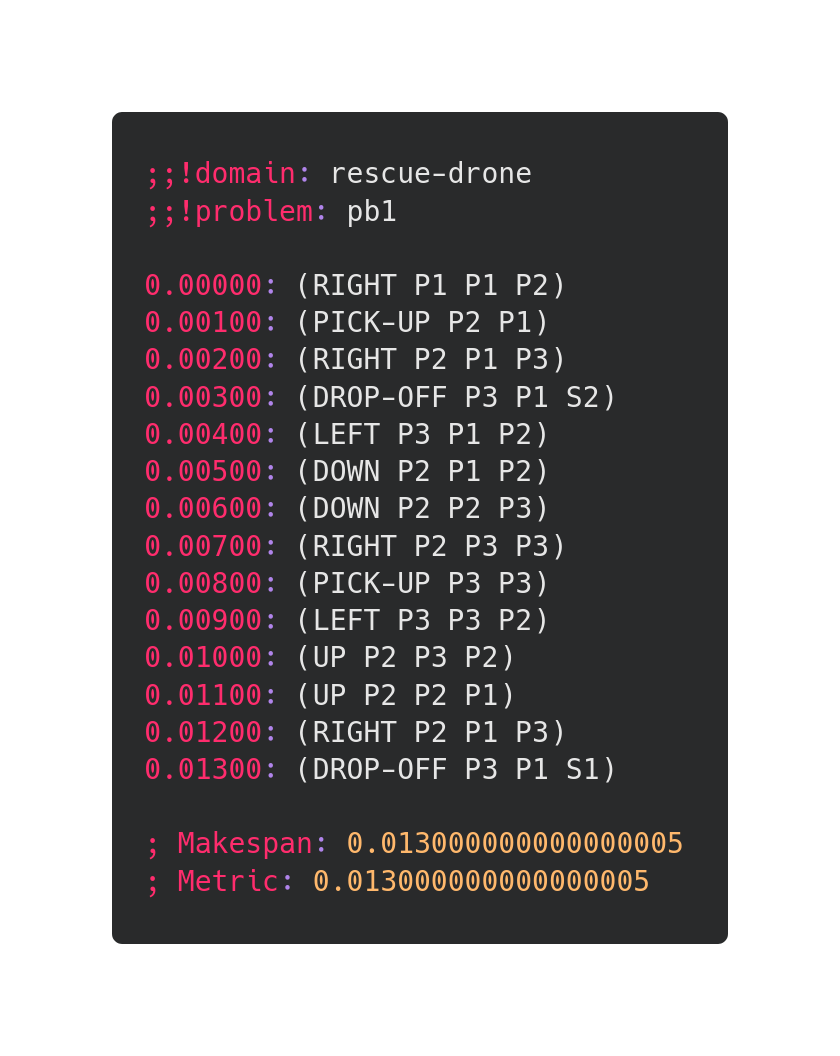 ;;!domain: rescue-drone
;;!problem: pb1
0.00000: (RIGHT P1 P1 P2)
0.00100: (PICK-UP P2 P1)
0.00200: (RIGHT P2 P1 P3)
0.00300: (DROP-OFF P3 P1 S2)
0.00400: (LEFT P3 P1 P2)
0.00500: (DOWN P2 P1 P2)
0.00600: (DOWN P2 P2 P3)
0.00700: (RIGHT P2 P3 P3)
0.00800: (PICK-UP P3 P3)
0.00900: (LEFT P3 P3 P2)
0.01000: (UP P2 P3 P2)
0.01100: (UP P2 P2 P1)
0.01200: (RIGHT P2 P1 P3)
0.01300: (DROP-OFF P3 P1 S1)
; Makespan: 0.013000000000000005
; Metric: 0.013000000000000005